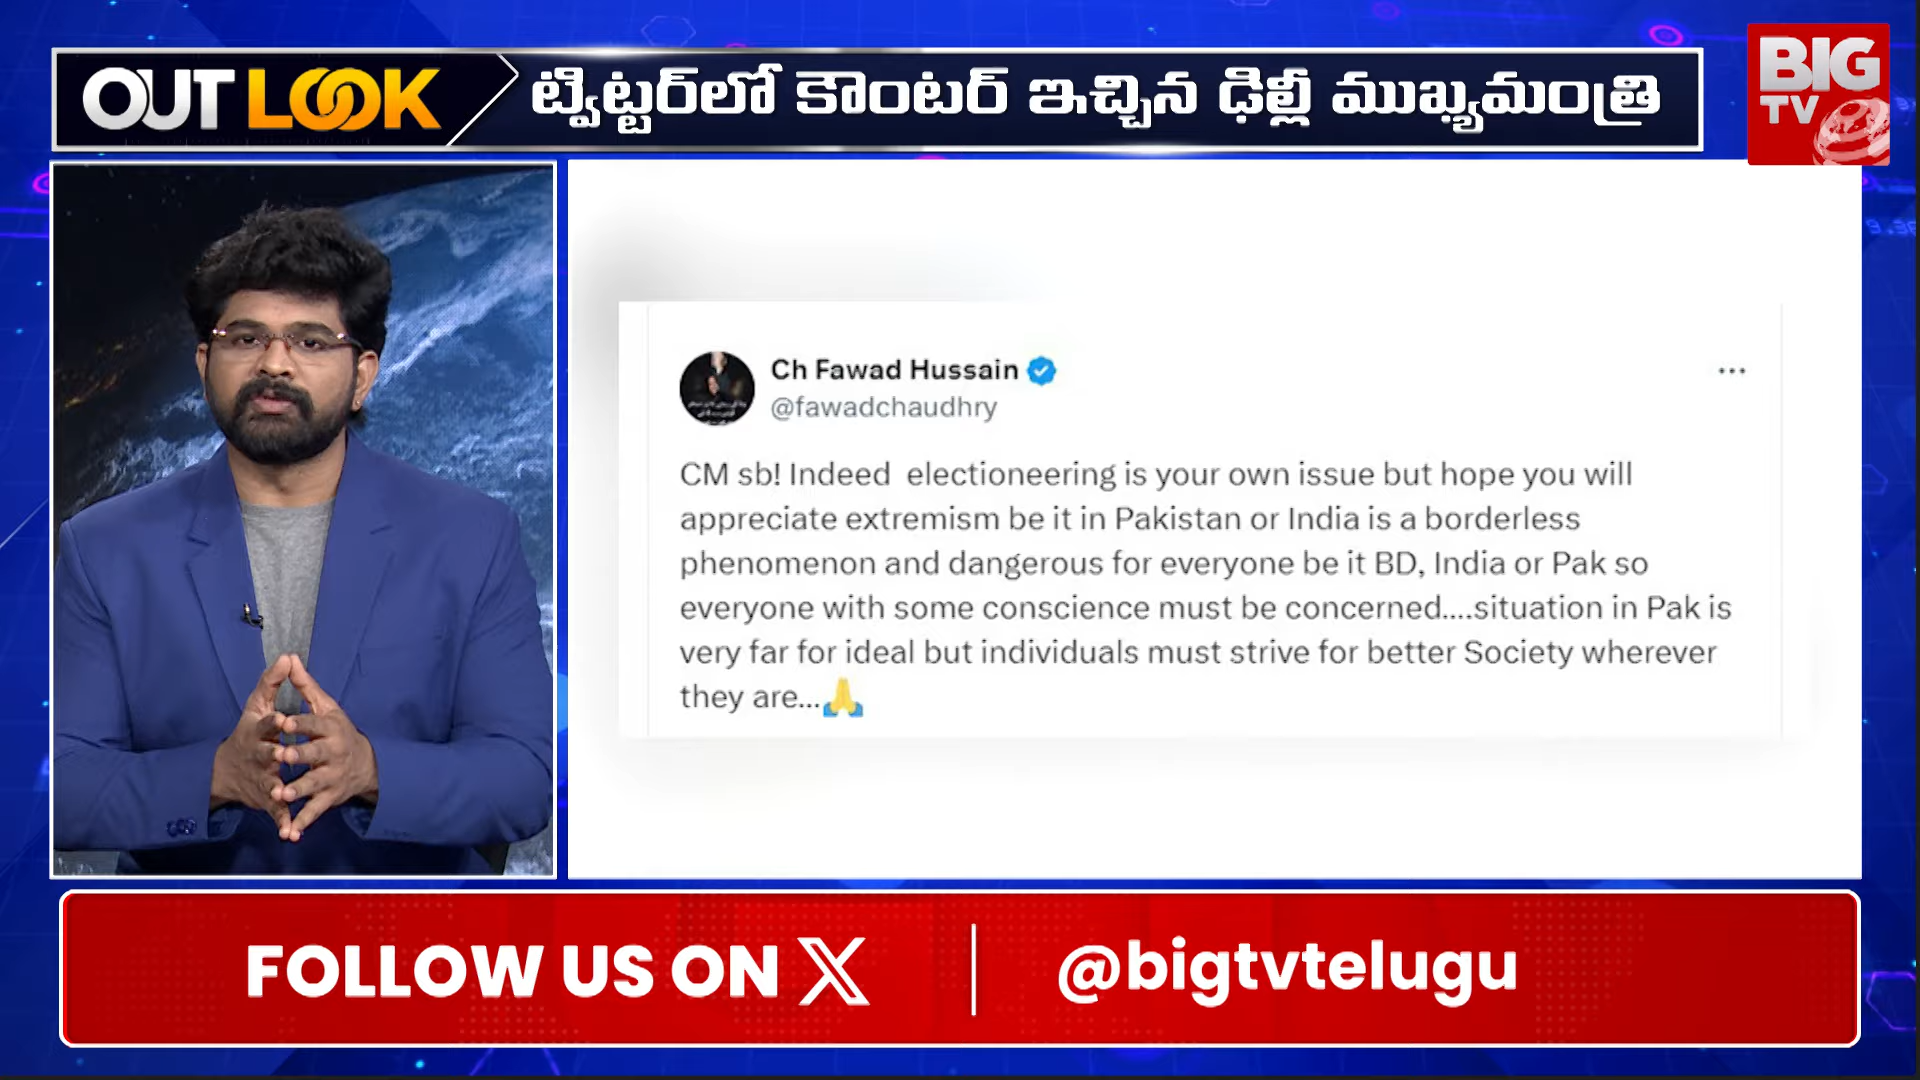 OUT LOOK
ట్విట్టర్‌లో కౌంటర్ ఇచ్చిన ఢిల్లీ ముఖ్యమంత్రి
BIG
TV
Ch Fawad Hussain
@fawadchaudhry
CM sb! Indeed electioneering is your own issue but hope you will
appreciate extremism be it in Pakistan or India is a borderless
phenomenon and dangerous for everyone be it BD, India or Pak so
everyone with some conscience must be concerned....situation in Pak is
very far for ideal but individuals must strive for better Society wherever
they are...🙏
FOLLOW US ON X
@bigtvtelugu